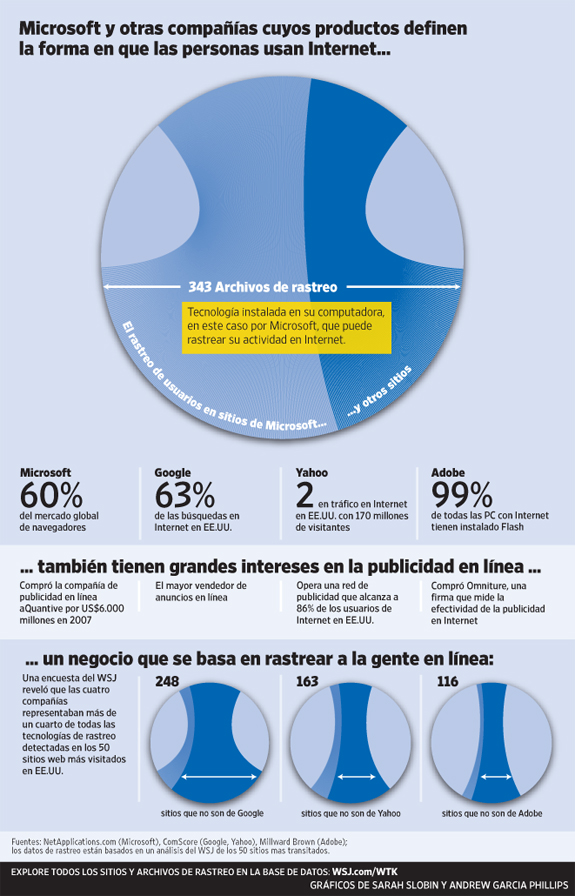 Microsoft y otras compañías cuyos productos definen
la forma en que las personas usan Internet...
343 Archivos de rastreo
Tecnología instalada en su computadora,
en este caso por Microsoft, que puede
rastrear su actividad en Internet.
El rastreo de usuarios en sitios de Microsoft...
...y otros sitios
Microsoft
60%
del mercado global
de navegadores
Google
63%
de las búsquedas en
Internet en EE.UU.
Yahoo
2 en tráfico en Internet
en EE.UU. con 170 millones
de visitantes
Adobe
99%
de todas las PC con Internet
tienen instalado Flash
... también tienen grandes intereses en la publicidad en línea ...
Compró la compañía de
publicidad en línea
aQuantive por US$6.000
millones en 2007
El mayor vendedor de
anuncios en línea
Opera una red de
publicidad que alcanza a
86% de los usuarios de
Internet en EE.UU.
Compró Omniture, una
firma que mide la
efectividad de la publicidad
en Internet
... un negocio que se basa en rastrear a la gente en línea:
Una encuesta del WSJ
reveló que las cuatro
compañías
representaban más de
un cuarto de todas las
tecnologías de rastreo
detectadas en los 50
sitios web más visitados
en EE.UU.
248
sitios que no son de Google
163
sitios que no son de Yahoo
116
sitios que no son de Adobe
Fuentes: NetApplications.com (Microsoft), ComScore (Google, Yahoo), Millward Brown (Adobe);
los datos de rastreo están basados en un análisis del WSJ de los 50 sitios mas transitados.
EXPLORE TODOS LOS SITIOS Y ARCHIVOS DE RASTREO EN LA BASE DE DATOS: WSJ.com/WTK
GRÁFICOS DE SARAH SLOBIN Y ANDREW GARCIA PHILLIPS